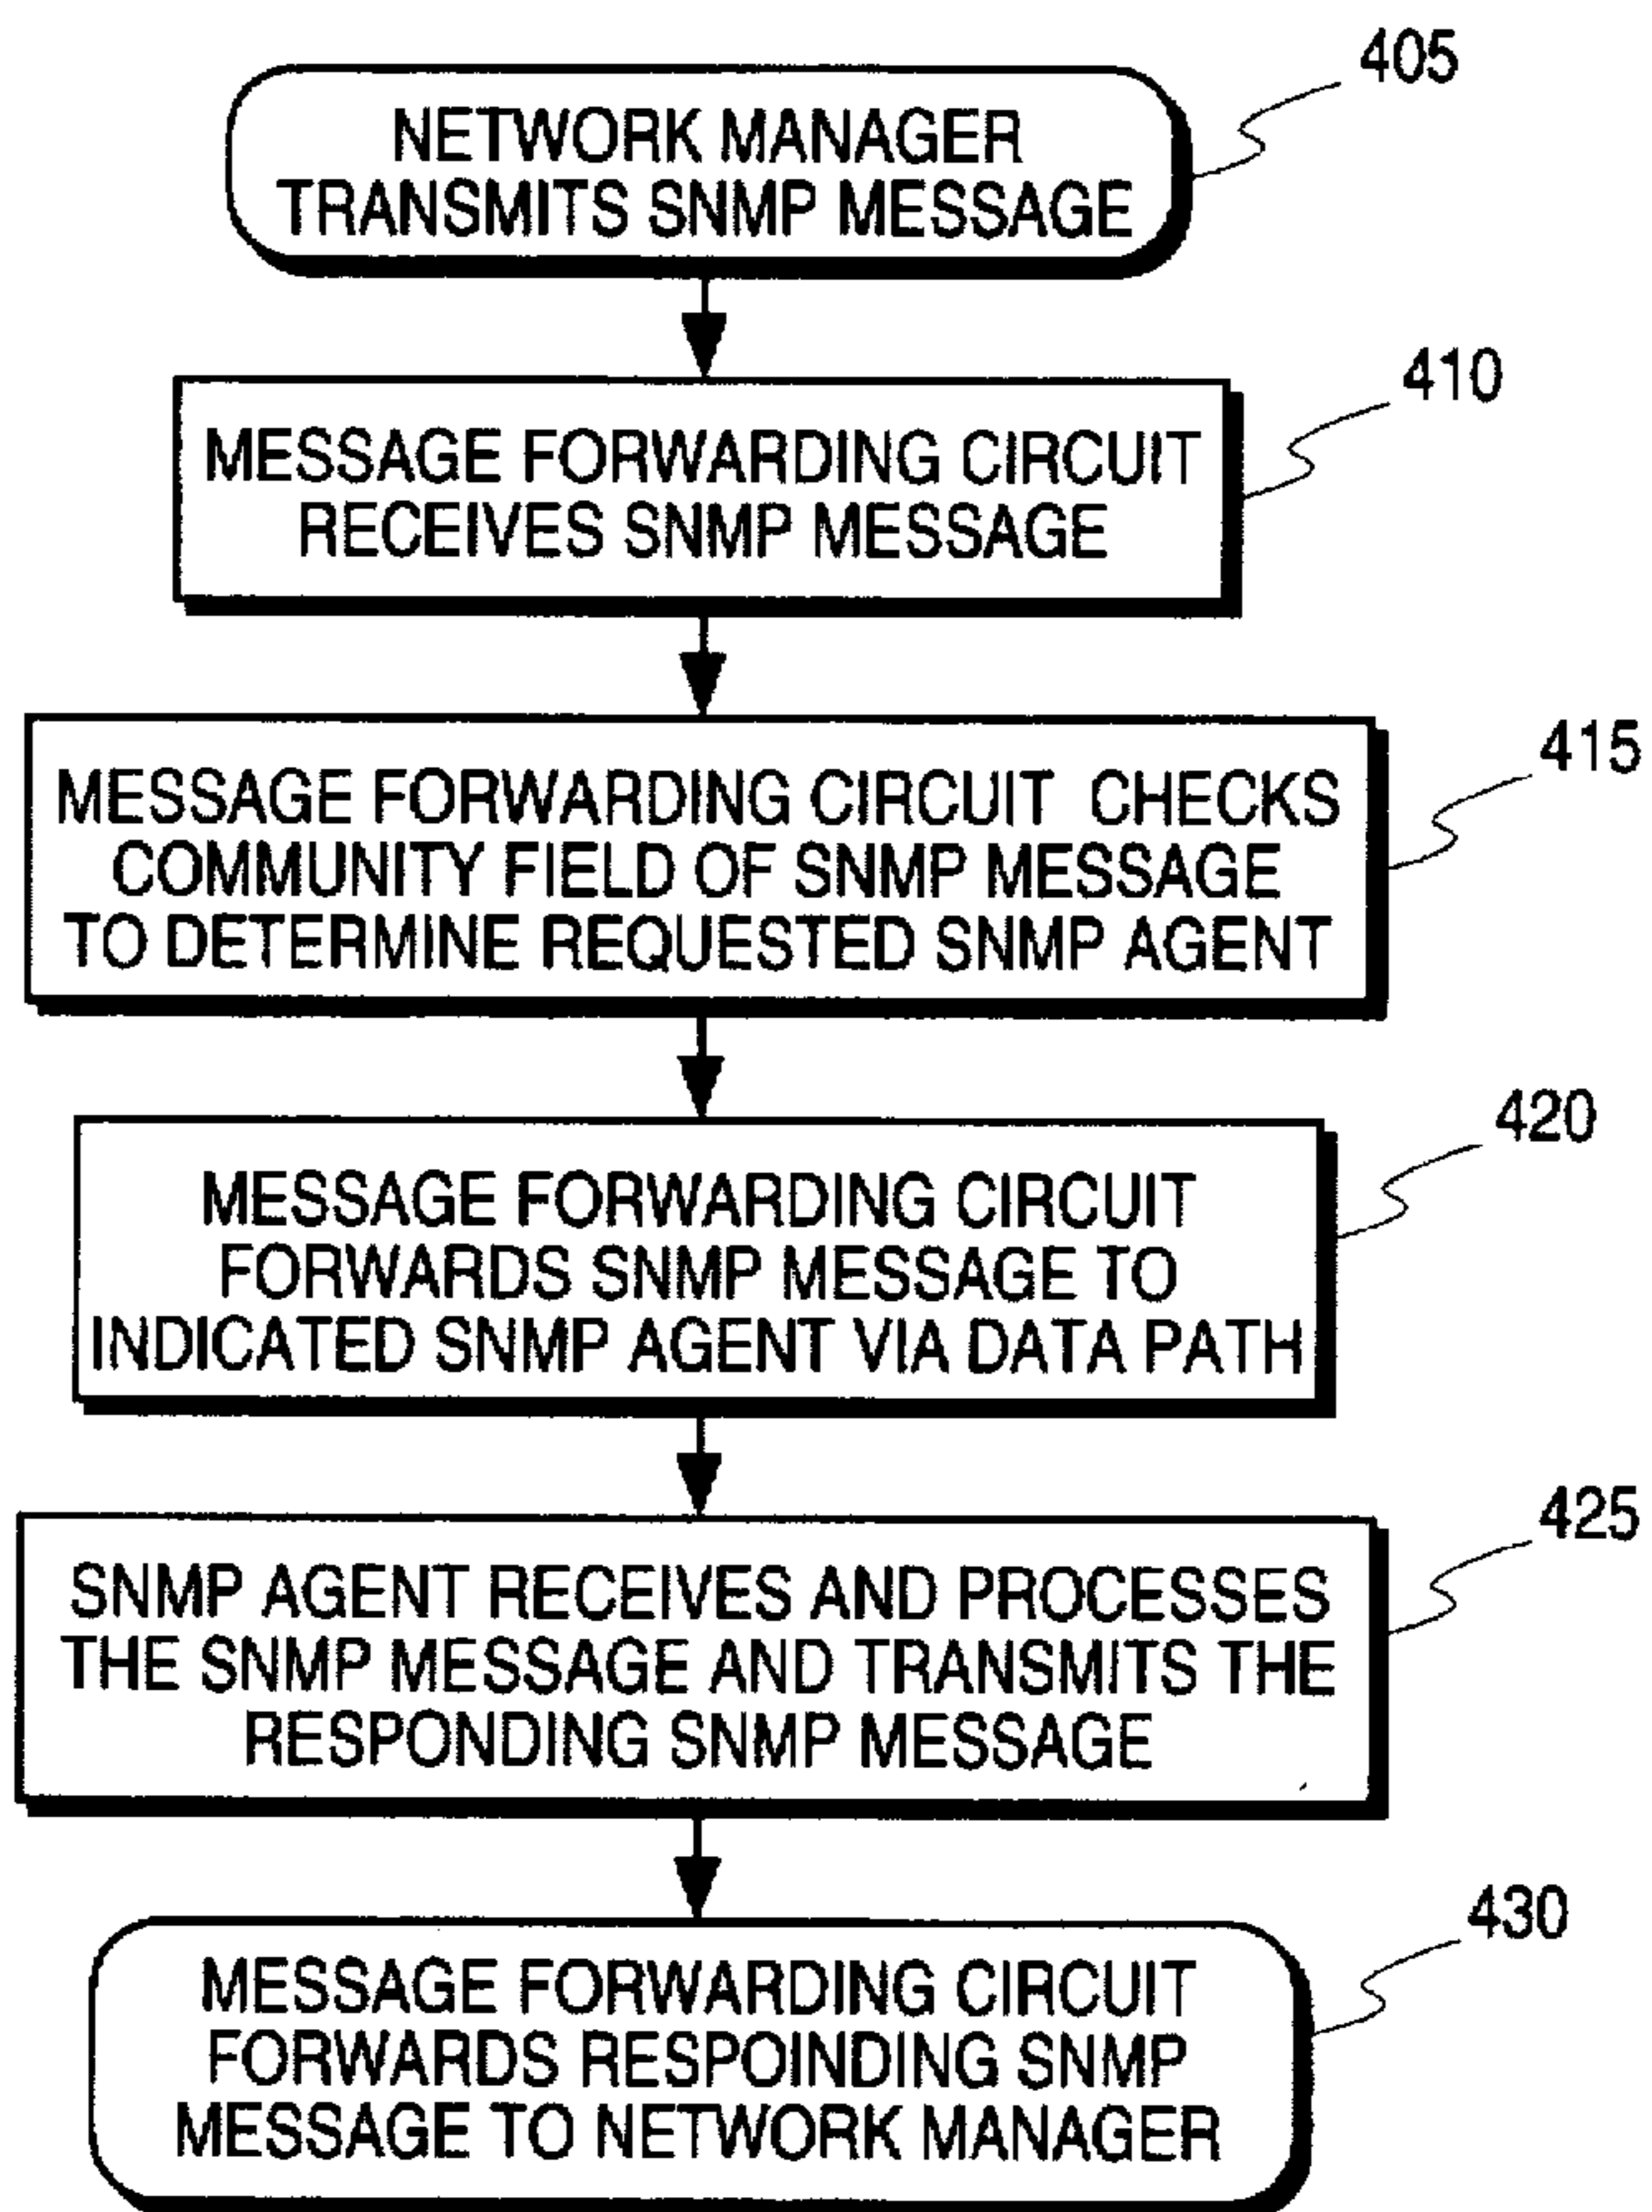 405
NETWORK MANAGER
TRANSMITS SNMP MESSAGE
410
MESSAGE FORWARDING CIRCUIT
RECEIVES SNMP MESSAGE
415
MESSAGE FORWARDING CIRCUIT CHECKS
COMMUNITY FIELD OF SNMP MESSAGE
TO DETERMINE REQUESTED SNMP AGENT
420
MESSAGE FORWARDING CIRCUIT
FORWARDS SNMP MESSAGE TO
INDICATED SNMP AGENT VIA DATA PATH
425
SNMP AGENT RECEIVES AND PROCESSES
THE SNMP MESSAGE AND TRANSMITS THE
RESPONDING SNMP MESSAGE
430
MESSAGE FORWARDING CIRCUIT
FORWARDS RESPOINDING SNMP
MESSAGE TO NETWORK MANAGER